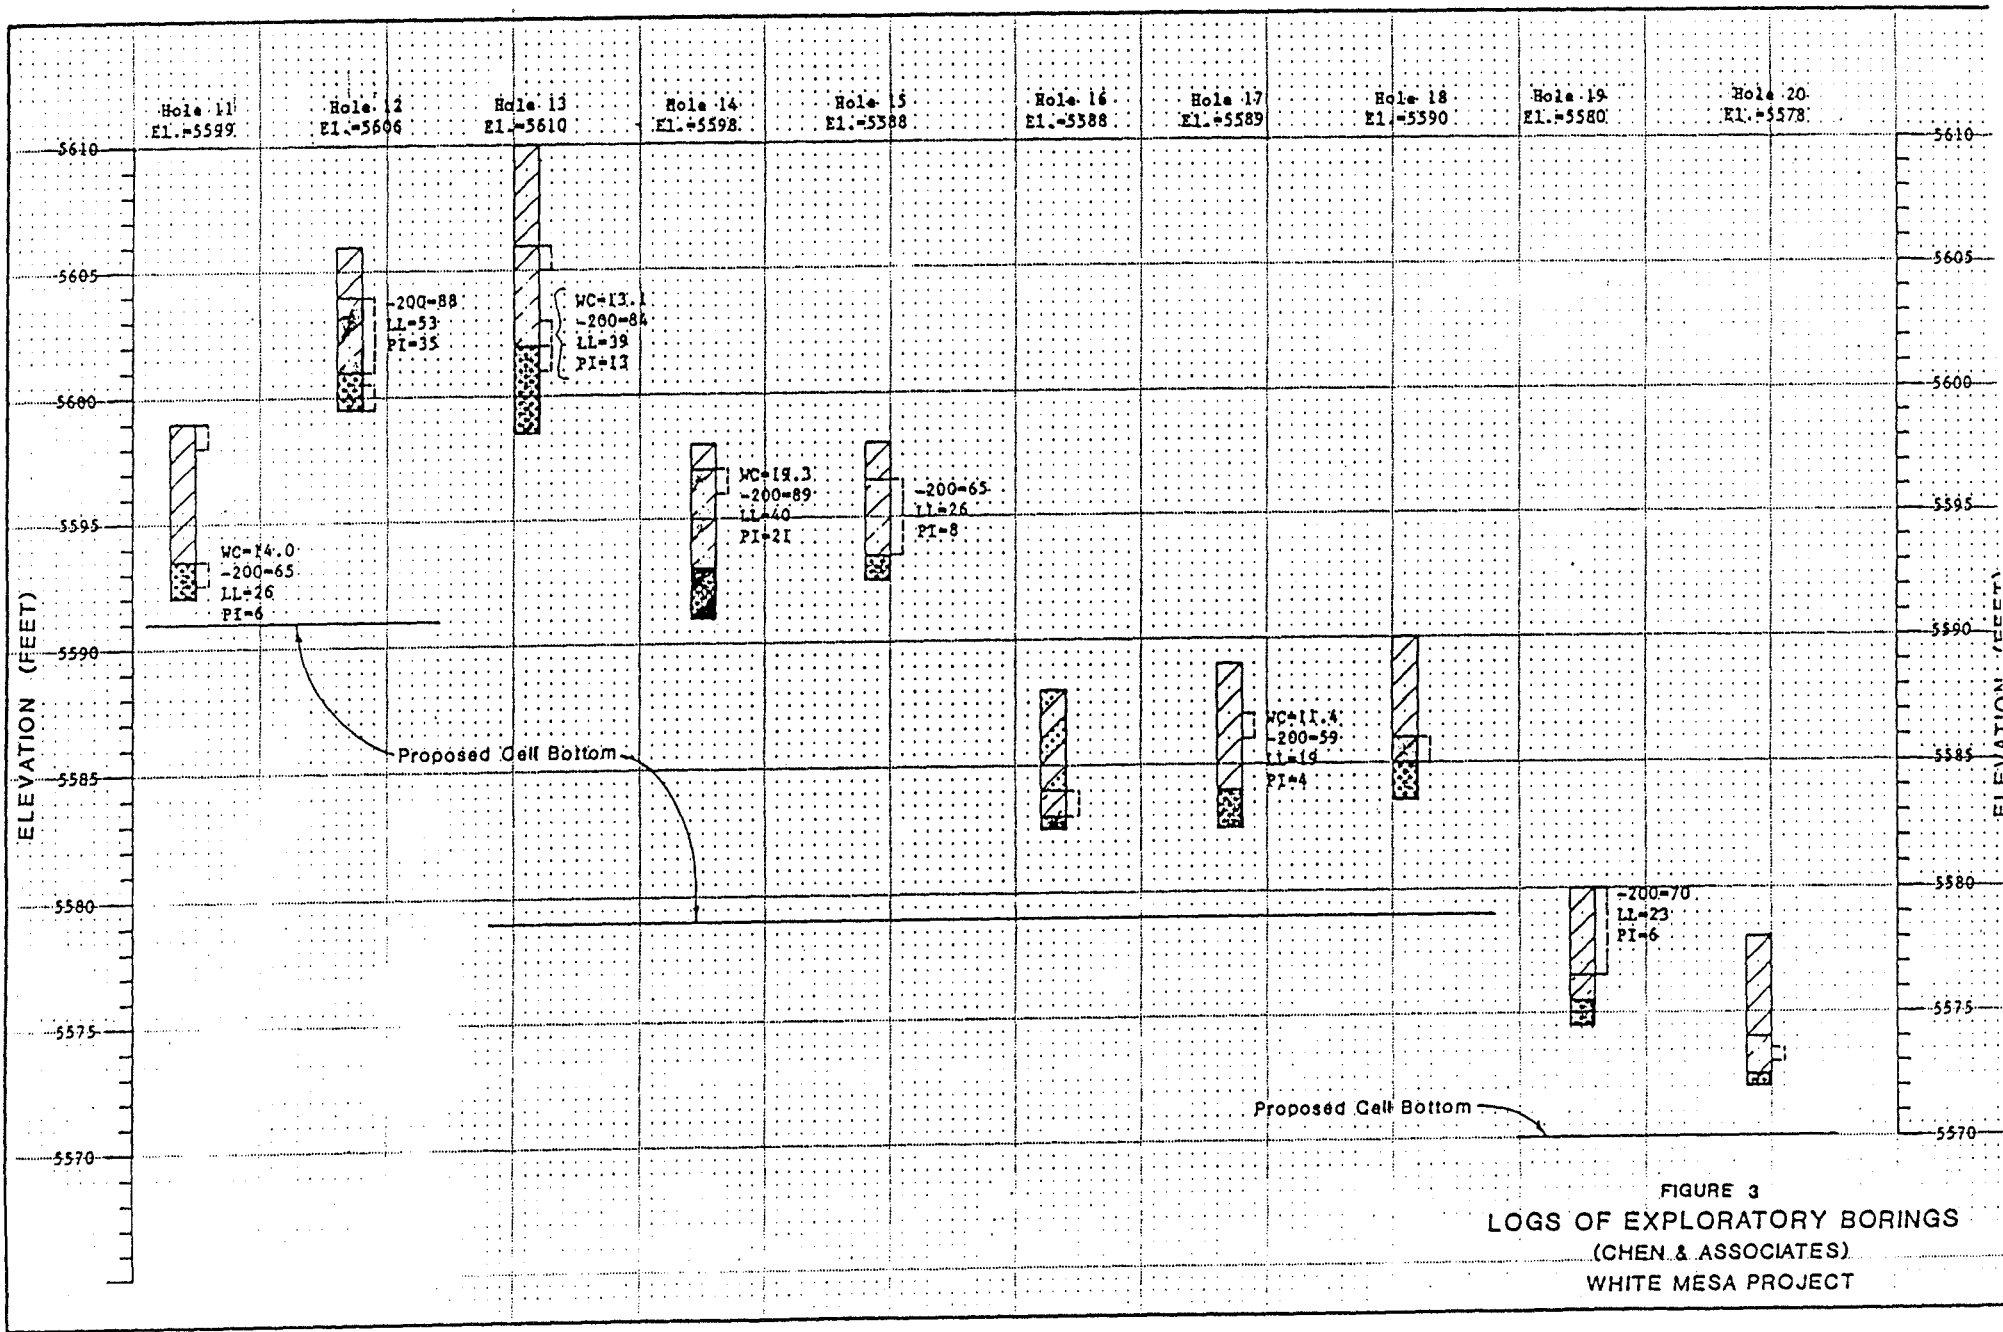 Hole 11
El.=5599
Hole 12
El.=5606
Hole 13
El.=5610
Hole 14
El.=5598
Hole 15
El.=5588
Hole 16
El.=5588
Hole 17
El.=5589
Hole 18
El.=5590
Hole 19
El.=5580
Hole 20
El.=5578
5610
5605
5600
5595
5590
5585
5580
5575
5570
ELEVATION (FEET)
-200=88
LL=53
PI=35
WC=13.1
-200=84
LL=39
PI=13
WC=14.0
-200=65
LL=26
PI=6
WC=19.3
-200=89
LL=40
PI=21
-200=65
LL=26
PI=8
WC=11.4
-200=59
LL=19
PI=4
-200=70
LL=23
PI=6
Proposed Cell Bottom
Proposed Cell Bottom
5610
5605
5600
5595
5590
5585
5580
5575
5570
ELEVATION (FEET)
FIGURE 3
LOGS OF EXPLORATORY BORINGS
(CHEN & ASSOCIATES)
WHITE MESA PROJECT